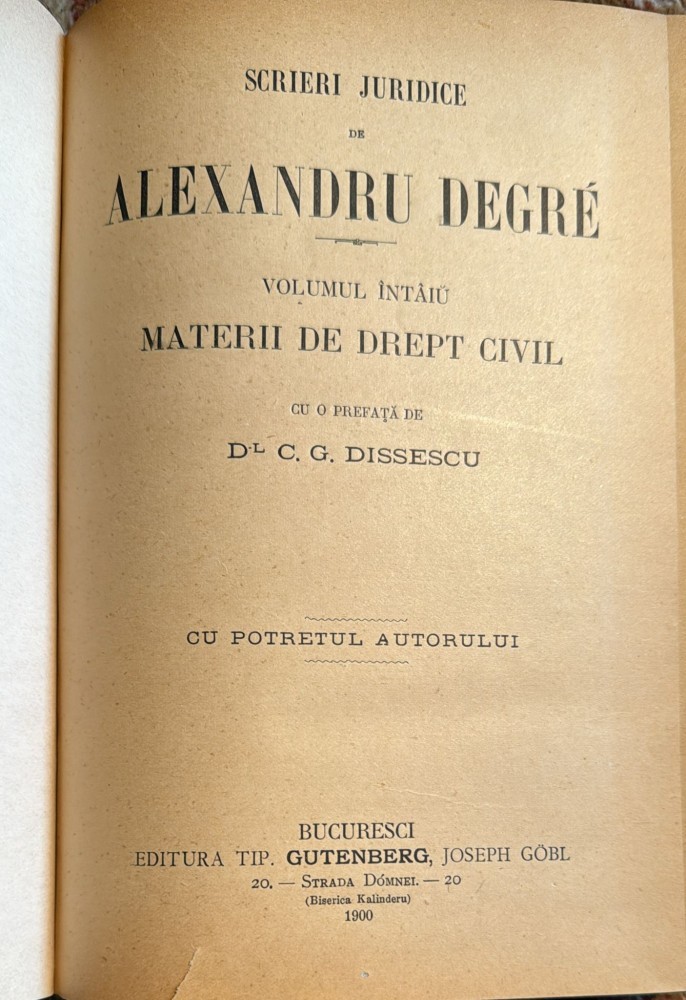 SCRIERI JURIDICE
DE
ALEXANDRU DEGRÉ
VOLUMUL ÎNTÂIŬ
MATERII DE DREPT CIVIL
CU O PREFAŢĂ DE
D·L C. G. DISSESCU
CU POTRETUL AUTORULUI
BUCURESCI
EDITURA TIP. GUTENBERG, JOSEPH GÖBL
20. — STRADA DÓMNEI. — 20
(Biserica Kalinderu)
1900